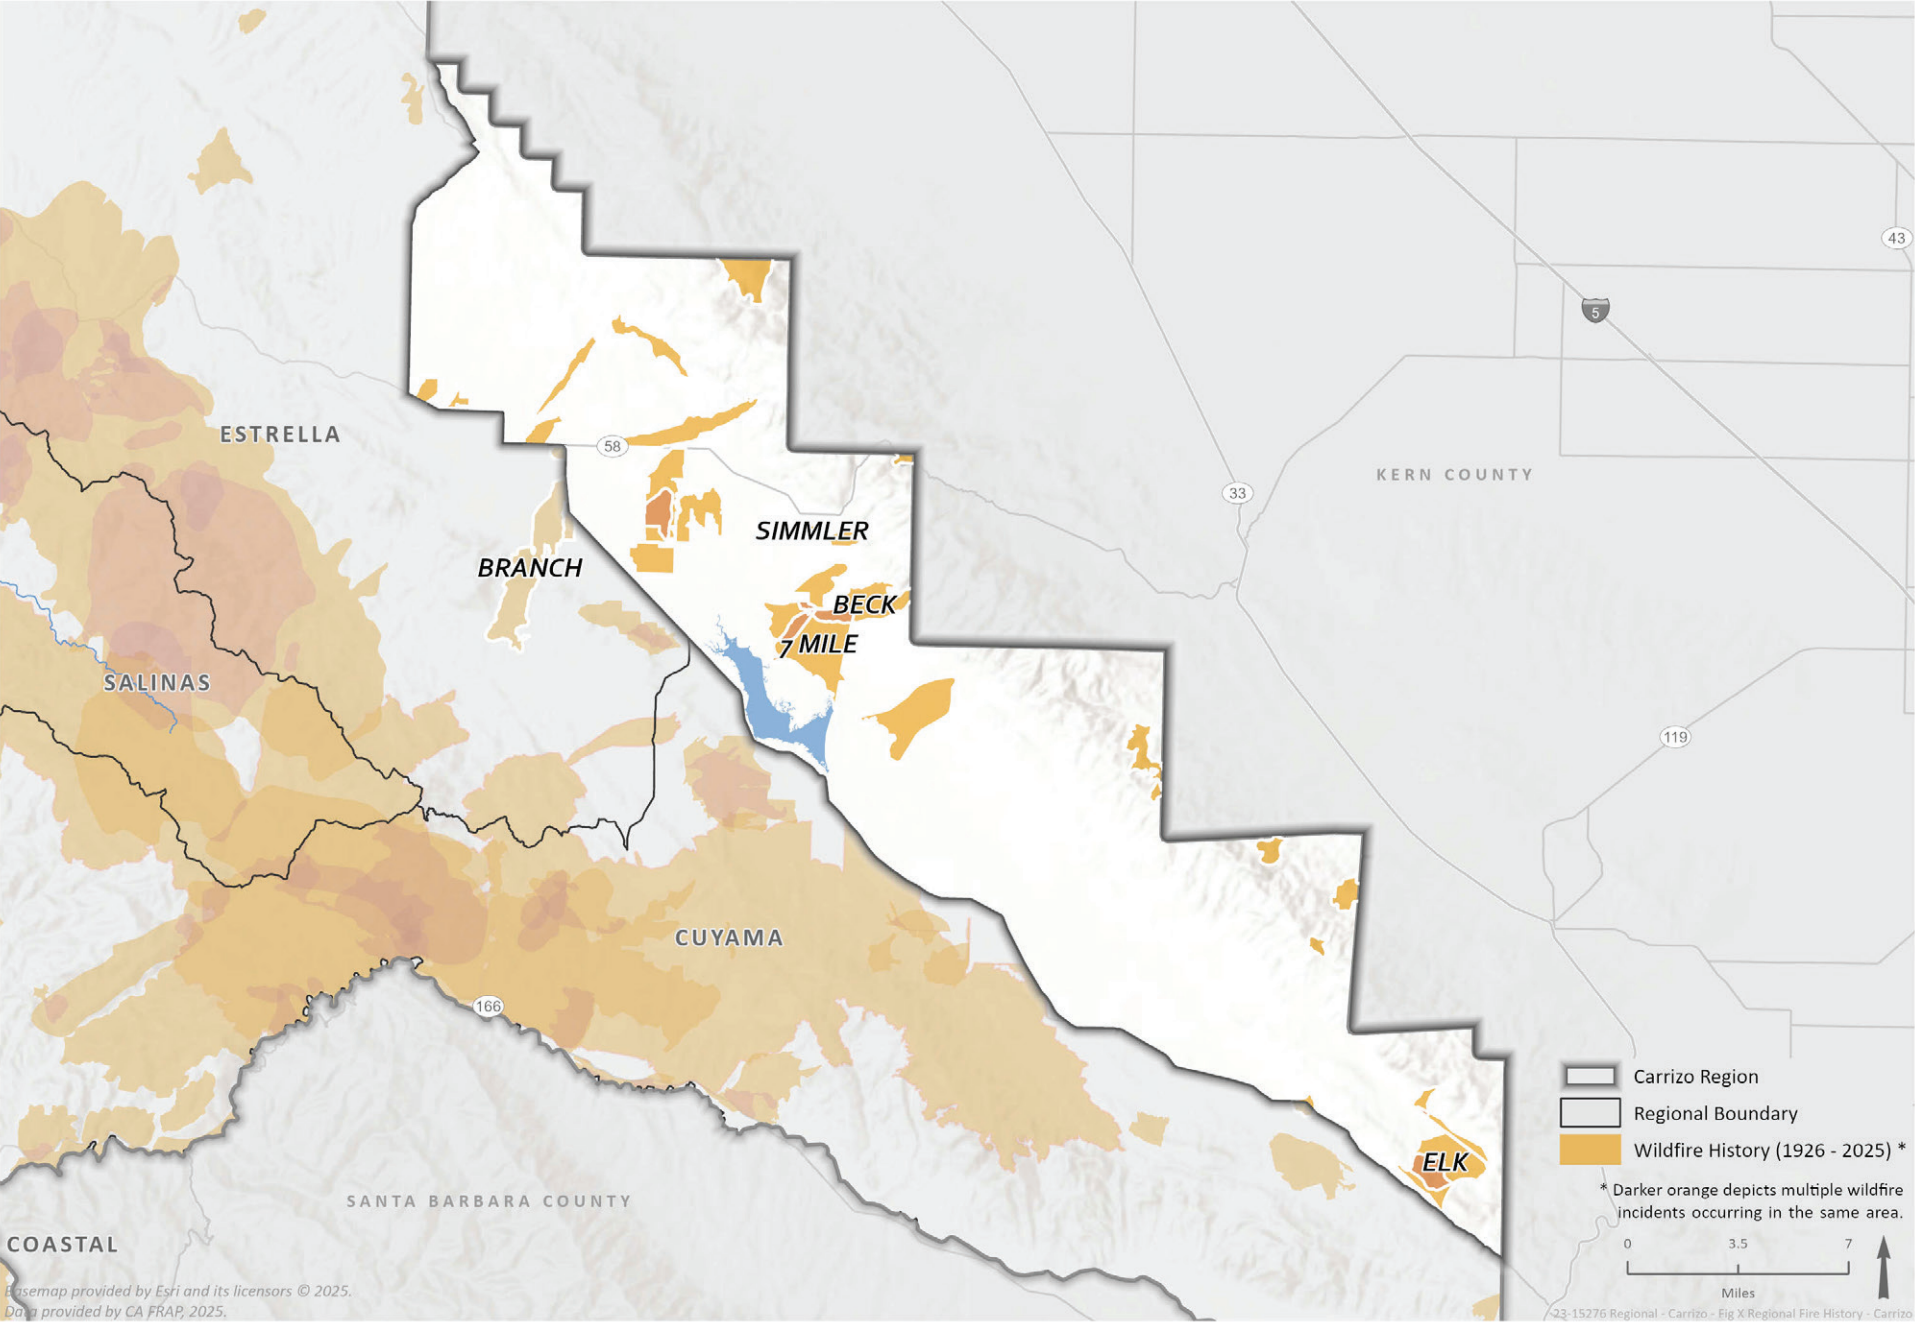 43
5
ESTRELLA
58
KERN COUNTY
33
SIMMLER
BRANCH
BECK
7 MILE
SALINAS
119
CUYAMA
166
Carrizo Region
Regional Boundary
Wildfire History (1926 - 2025) *
ELK
* Darker orange depicts multiple wildfire
incidents occurring in the same area.
SANTA BARBARA COUNTY
COASTAL
0 3.5 7
Miles
Basemap provided by Esri and its licensors © 2025.
Data provided by CA FRAP, 2025.
23-15276 Regional - Carrizo - Fig X Regional Fire History - Carrizo